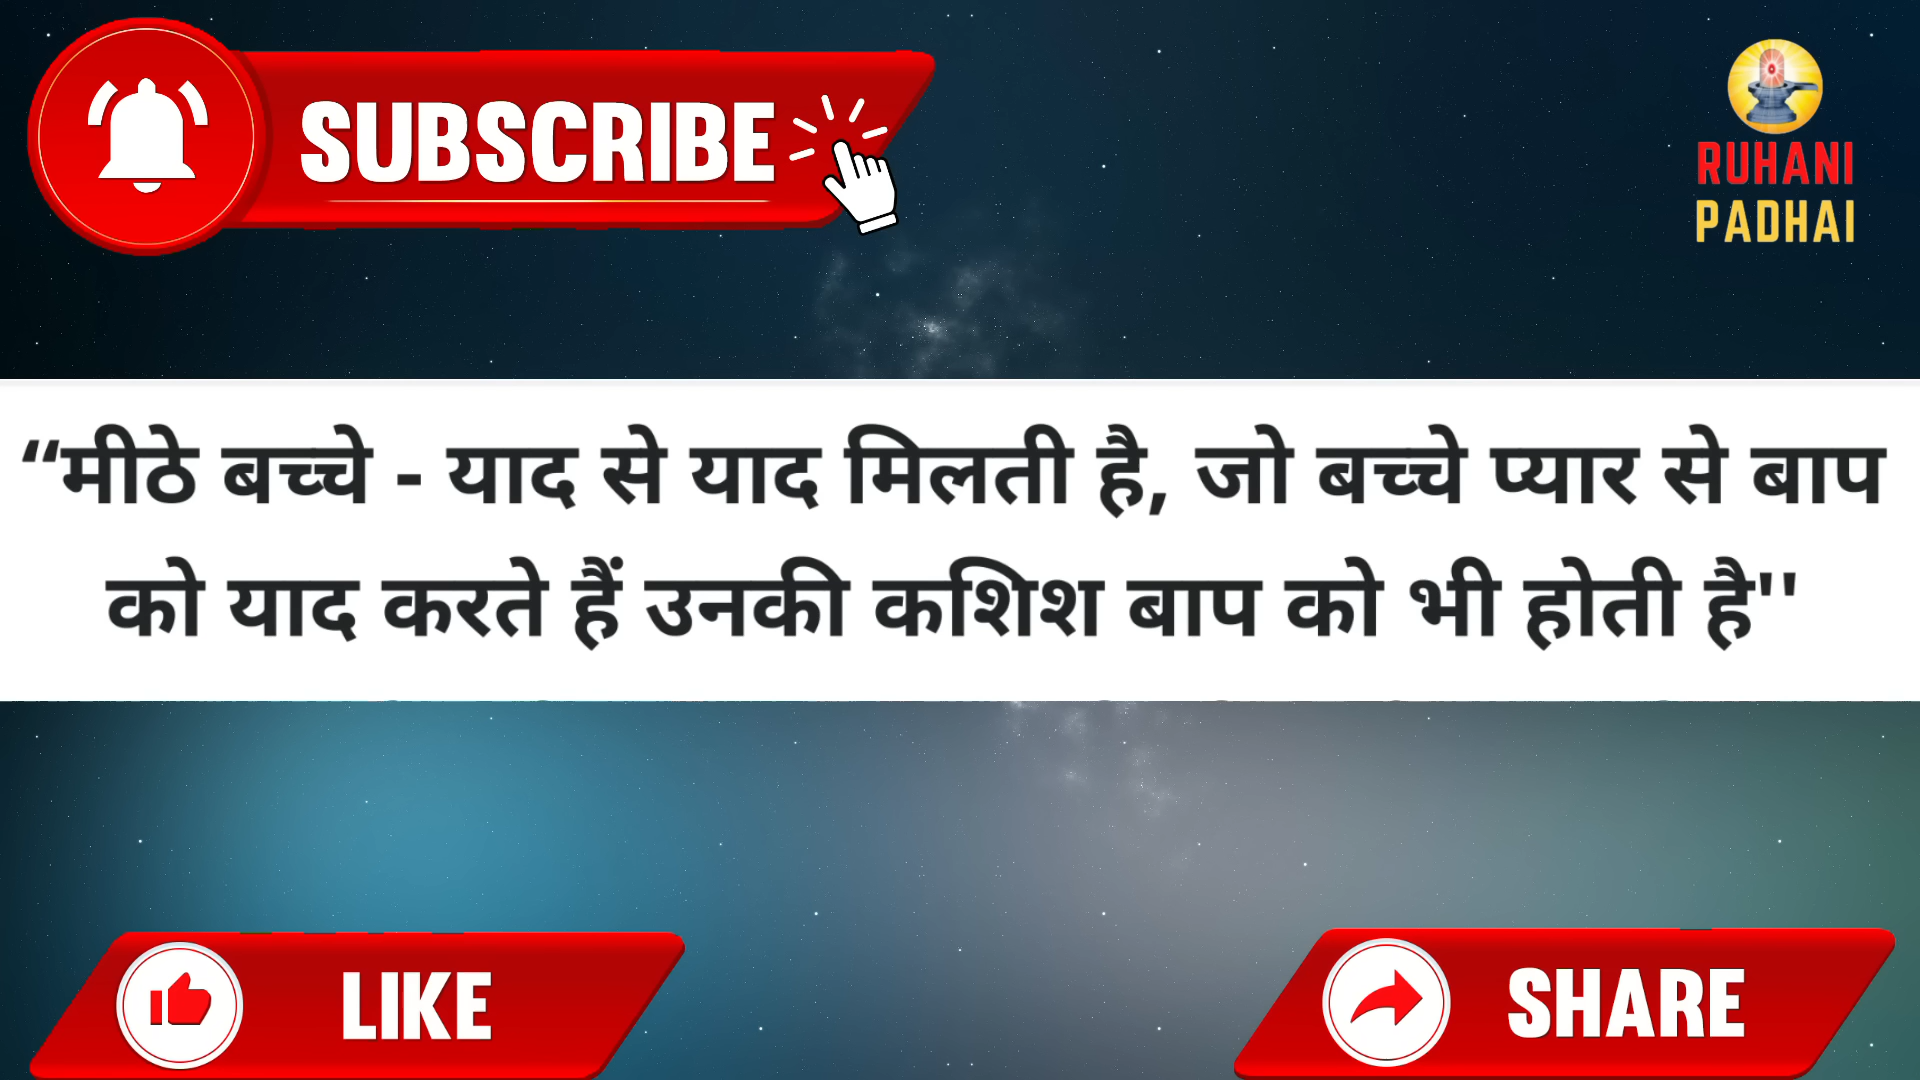 SUBSCRIBE
RUHANI
PADHAI
“मीठे बच्चे - याद से याद मिलती है, जो बच्चे प्यार से बाप
को याद करते हैं उनकी कशिश बाप को भी होती है''
LIKE
SHARE